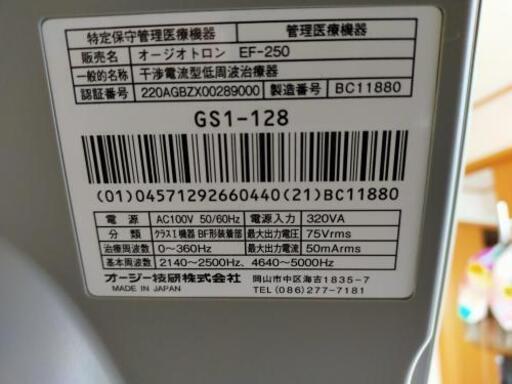 特定保守管理医療機器 管理医療機器
販売名 オージオトロン EF-250
一般的名称 干渉電流型低周波治療器
認証番号 220AGBZX00289000 製造番号 BC11880
GS1-128
(01)04571292660440(21)BC11880
電源 AC100V 50/60Hz 電源入力 320VA
分類 クラスⅠ機器 BF形装着部 最大出力電圧 75Vrms
治療周波数 0~360Hz 最大出力電流 50mArms
基本周波数 2140~2500Hz、4640~5000Hz
オージー技研株式会社 岡山市中区海吉1835-7
MADE IN JAPAN TEL(086)277-7181